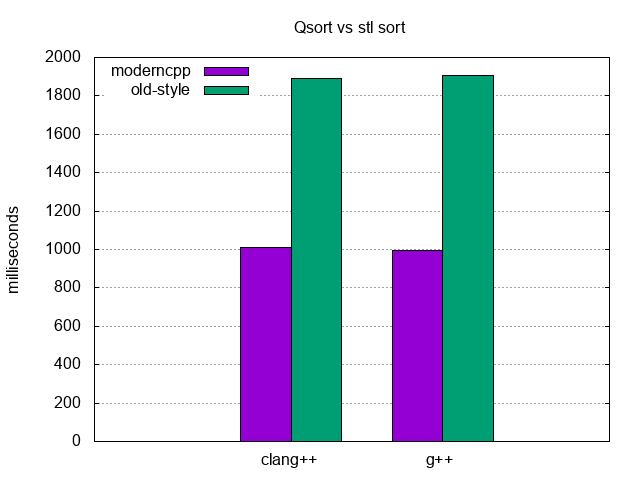 Qsort vs stl sort
2000
1800
1600
1400
1200
1000
800
600
400
200
0
milliseconds
moderncpp
old-style
clang++
g++